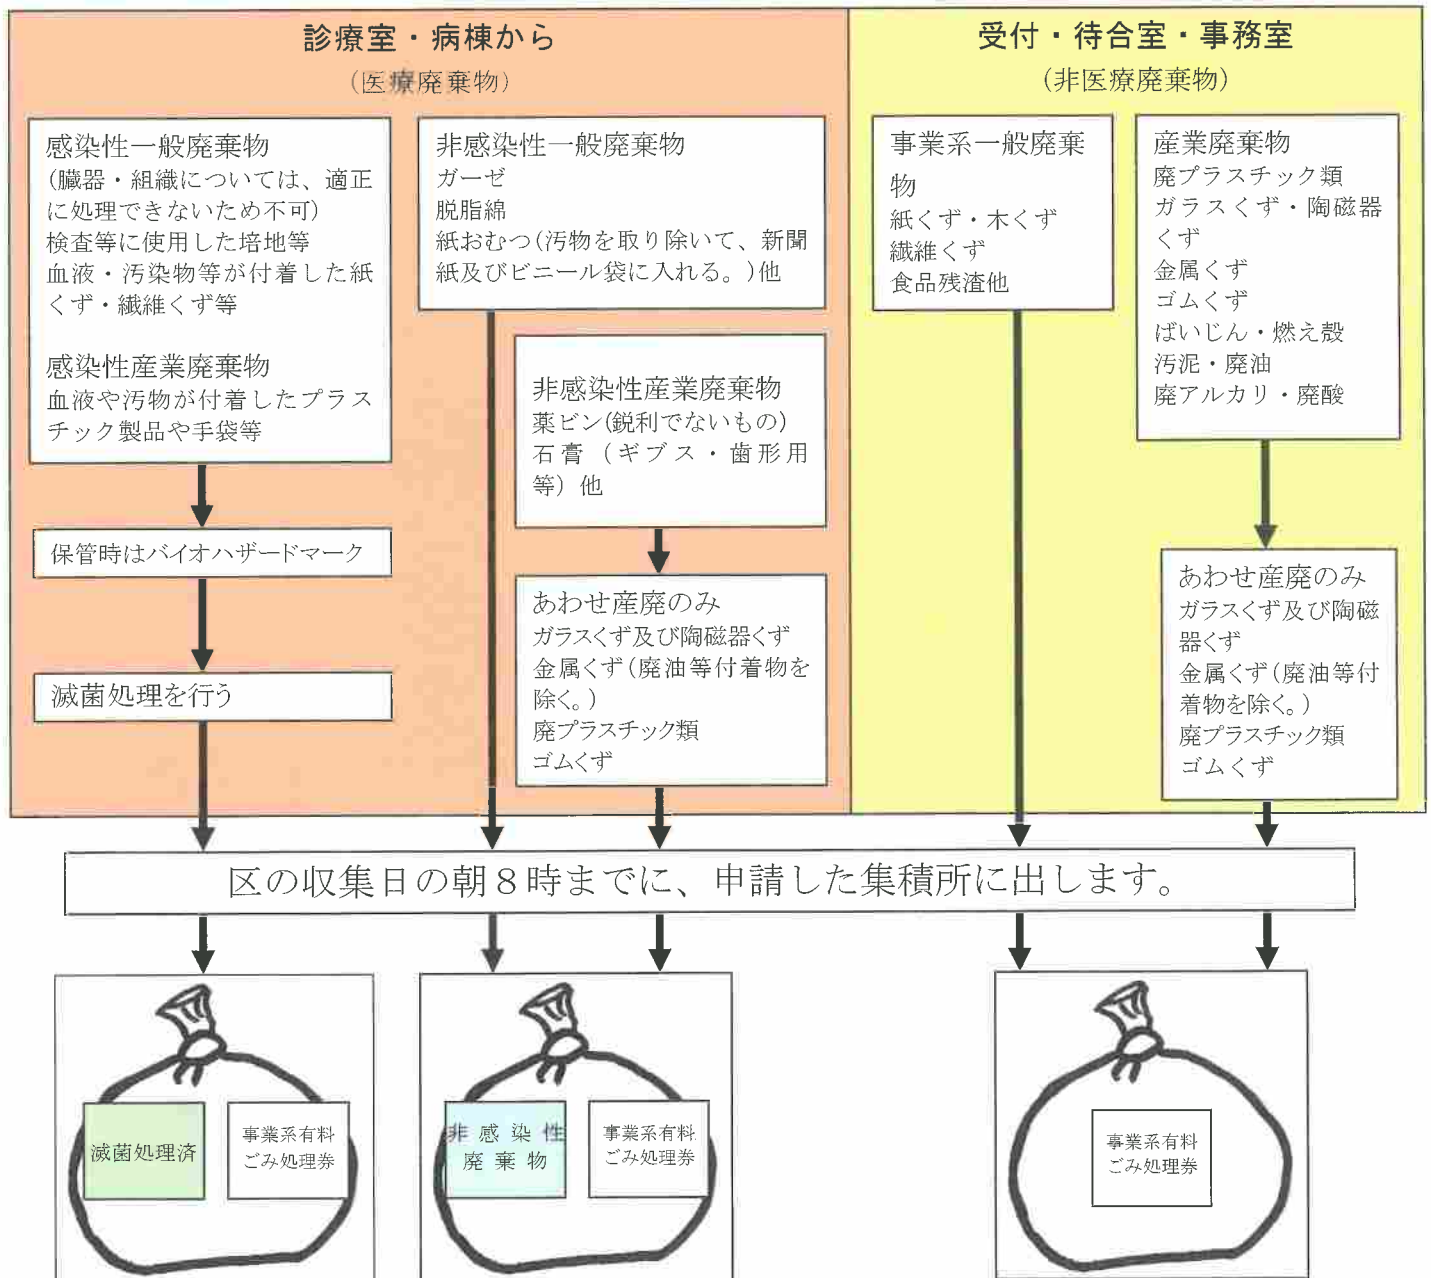 診療室・病棟から
(医療廃棄物)
感染性一般廃棄物
(臓器・組織については、適正
に処理できないため不可)
検査等に使用した培地等
血液・汚染物等が付着した紙
くず・繊維くず等
感染性産業廃棄物
血液や汚物が付着したプラス
チック製品や手袋等
保管時はバイオハザードマーク
滅菌処理を行う
非感染性一般廃棄物
ガーゼ
脱脂綿
紙おむつ(汚物を取り除いて、新聞
紙及びビニール袋に入れる。)他
非感染性産業廃棄物
薬ビン(鋭利でないもの)
石膏(ギブス・歯形用
等)他
あわせ産廃のみ
ガラスくず及び陶磁器くず
金属くず(廃油等付着物を
除く。)
廃プラスチック類
ゴムくず
受付・待合室・事務室
(非医療廃棄物)
事業系一般廃棄
物
紙くず・木くず
繊維くず
食品残渣他
産業廃棄物
廃プラスチック類
ガラスくず・陶磁器
くず
金属くず
ゴムくず
ばいじん・燃え殻
汚泥・廃油
廃アルカリ・廃酸
あわせ産廃のみ
ガラスくず及び陶磁
器くず
金属くず(廃油等付
着物を除く。)
廃プラスチック類
ゴムくず
区の収集日の朝8時までに、申請した集積所に出します。
滅菌処理済
事業系有料
ごみ処理券
非感染性
廃棄物
事業系有料
ごみ処理券
事業系有料
ごみ処理券